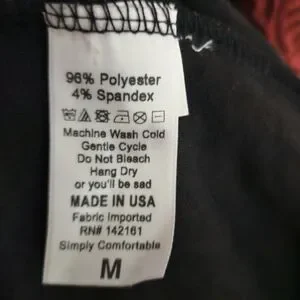 96% Polyester
4% Spandex
Machine Wash Cold
Gentle Cycle
Do Not Bleach
Hang Dry
or you'll be sad
MADE IN USA
Fabric Imported
RN# 142161
Simply Comfortable
M